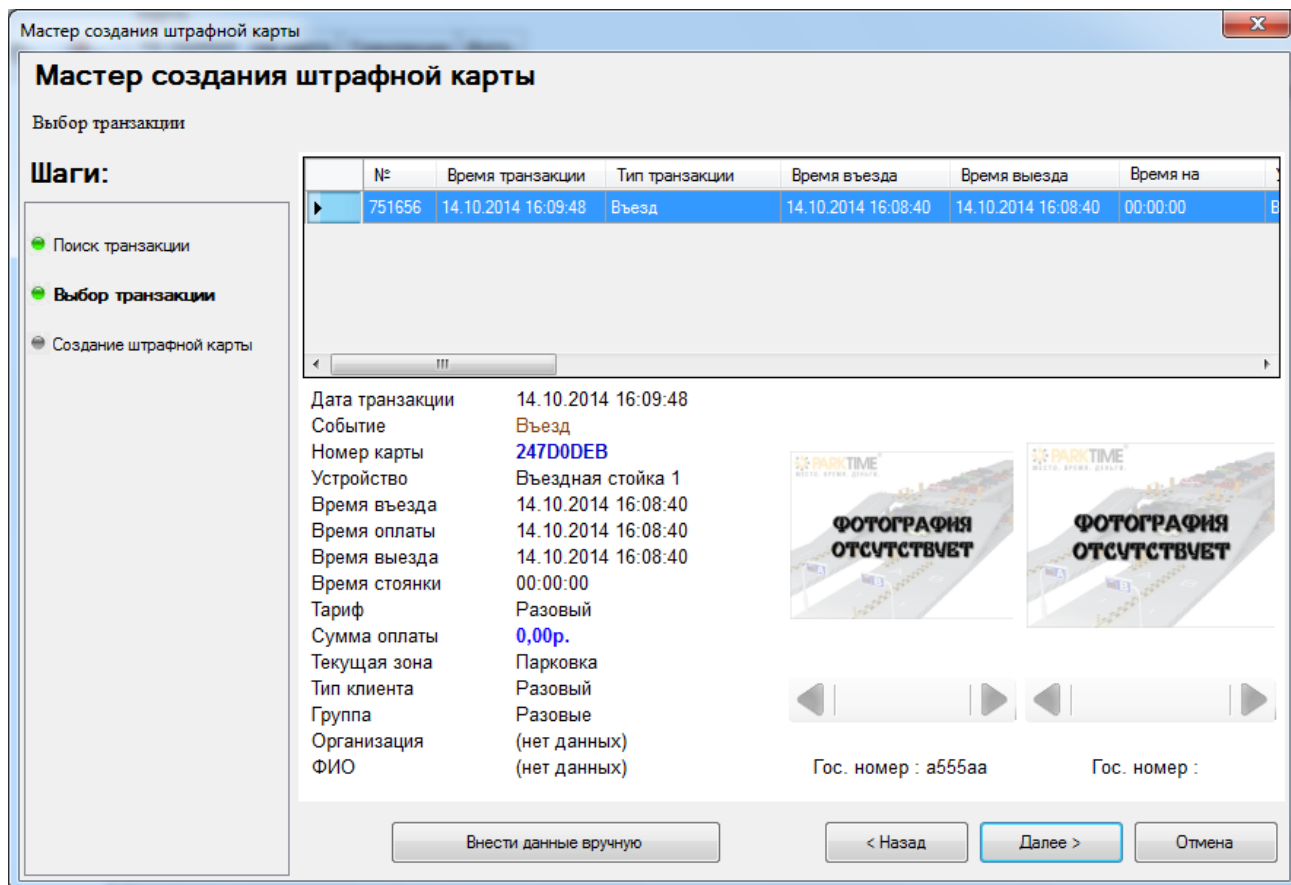 Мастер создания штрафной карты
Мастер создания штрафной карты
Выбор транзакции
Шаги:
Поиск транзакции
Выбор транзакции
Создание штрафной карты
№ Время транзакции Тип транзакции Время въезда Время выезда Время на
751656 14.10.2014 16:09:48 Въезд 14.10.2014 16:08:40 14.10.2014 16:08:40 00:00:00 В
Дата транзакции 14.10.2014 16:09:48
Событие Въезд
Номер карты 247D0DEB
Устройство Въездная стойка 1
Время въезда 14.10.2014 16:08:40
Время оплаты 14.10.2014 16:08:40
Время выезда 14.10.2014 16:08:40
Время стоянки 00:00:00
Тариф Разовый
Сумма оплаты 0,00р.
Текущая зона Парковка
Тип клиента Разовый
Группа Разовые
Организация (нет данных)
ФИО (нет данных)
PARKTIME
МЕСТО. ВРЕМЯ. ДЕНЬГИ.
ФОТОГРАФИЯ
ОТСУТСТВУЕТ
A
B
Гос. номер : а555аа
PARKTIME
МЕСТО. ВРЕМЯ. ДЕНЬГИ.
ФОТОГРАФИЯ
ОТСУТСТВУЕТ
A
B
Гос. номер :
Внести данные вручную
< Назад
Далее >
Отмена